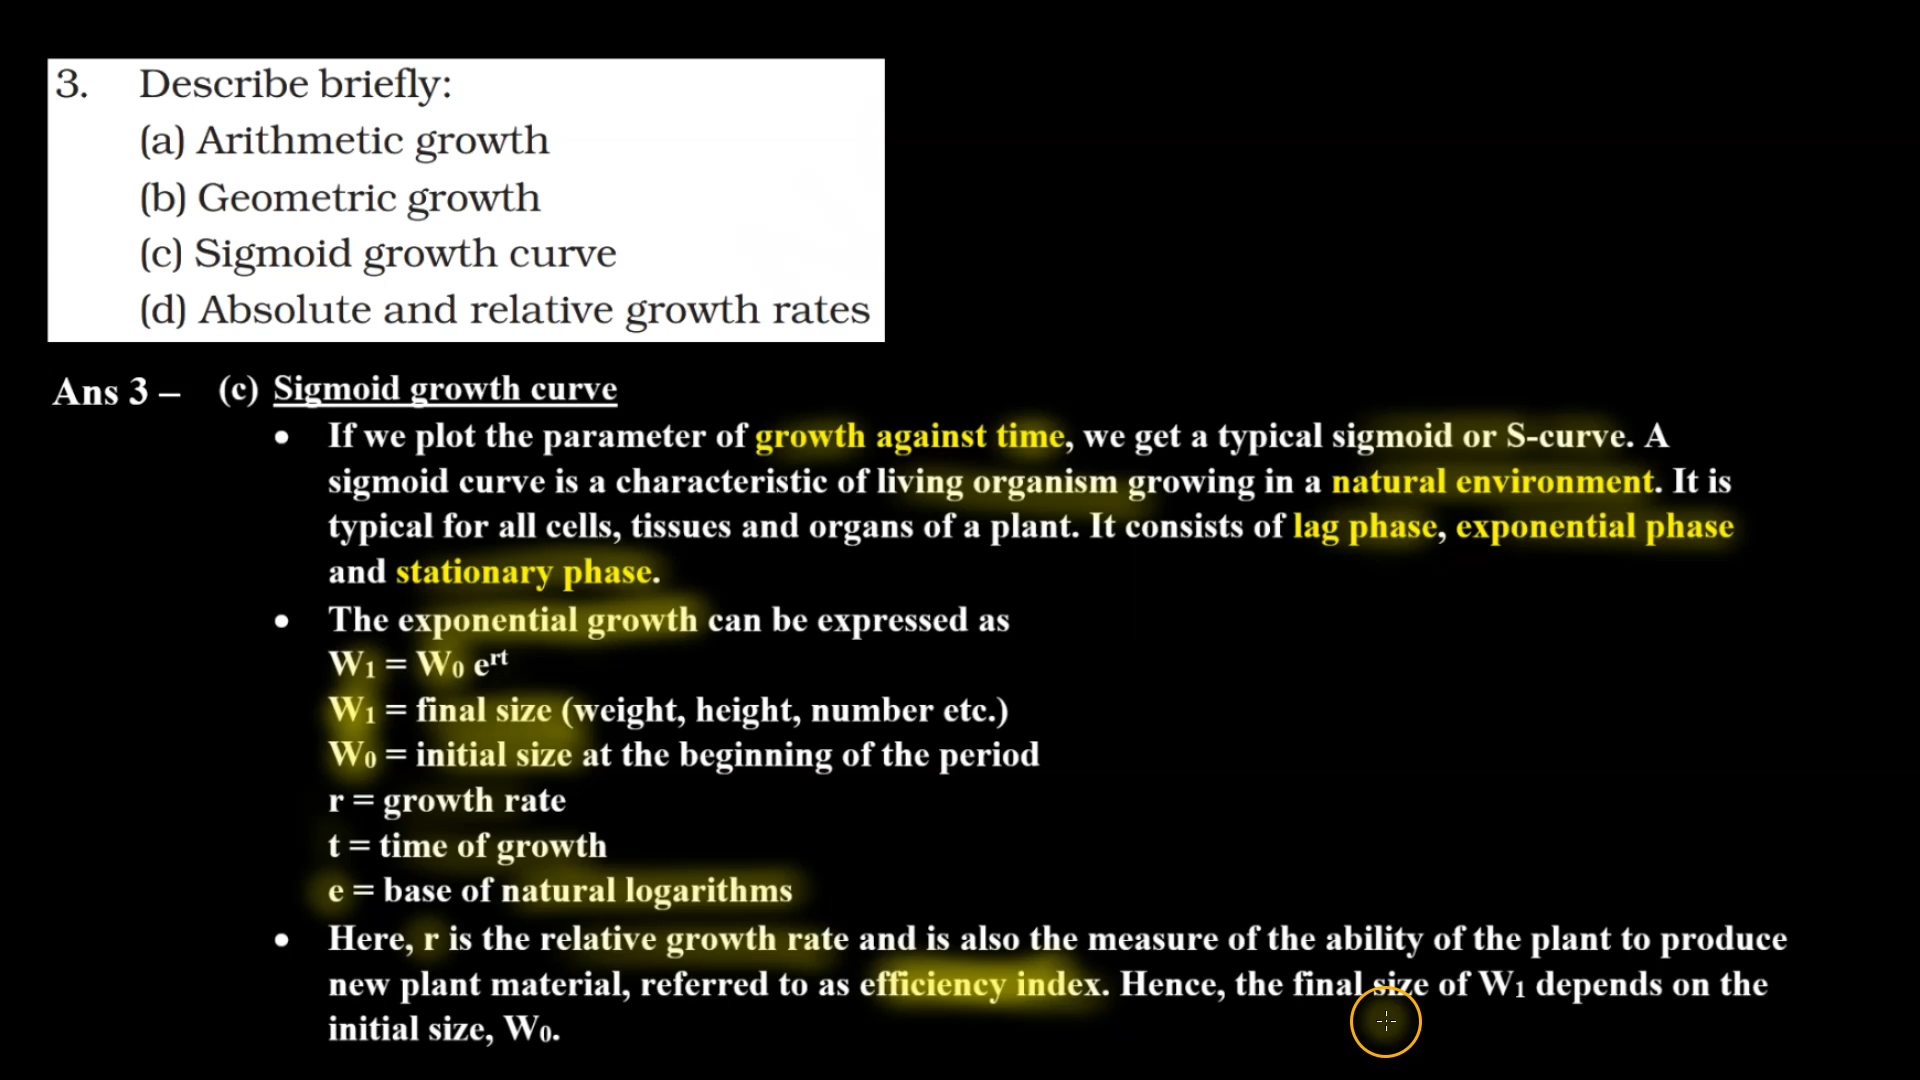 3. Describe briefly:
(a) Arithmetic growth
(b) Geometric growth
(c) Sigmoid growth curve
(d) Absolute and relative growth rates
Ans 3 – (c) Sigmoid growth curve
• If we plot the parameter of growth against time, we get a typical sigmoid or S-curve. A
sigmoid curve is a characteristic of living organism growing in a natural environment. It is
typical for all cells, tissues and organs of a plant. It consists of lag phase, exponential phase
and stationary phase.
• The exponential growth can be expressed as
W₁ = W₀ eʳᵗ
W₁ = final size (weight, height, number etc.)
W₀ = initial size at the beginning of the period
r = growth rate
t = time of growth
e = base of natural logarithms
• Here, r is the relative growth rate and is also the measure of the ability of the plant to produce
new plant material, referred to as efficiency index. Hence, the final size of W₁ depends on the
initial size, W₀.